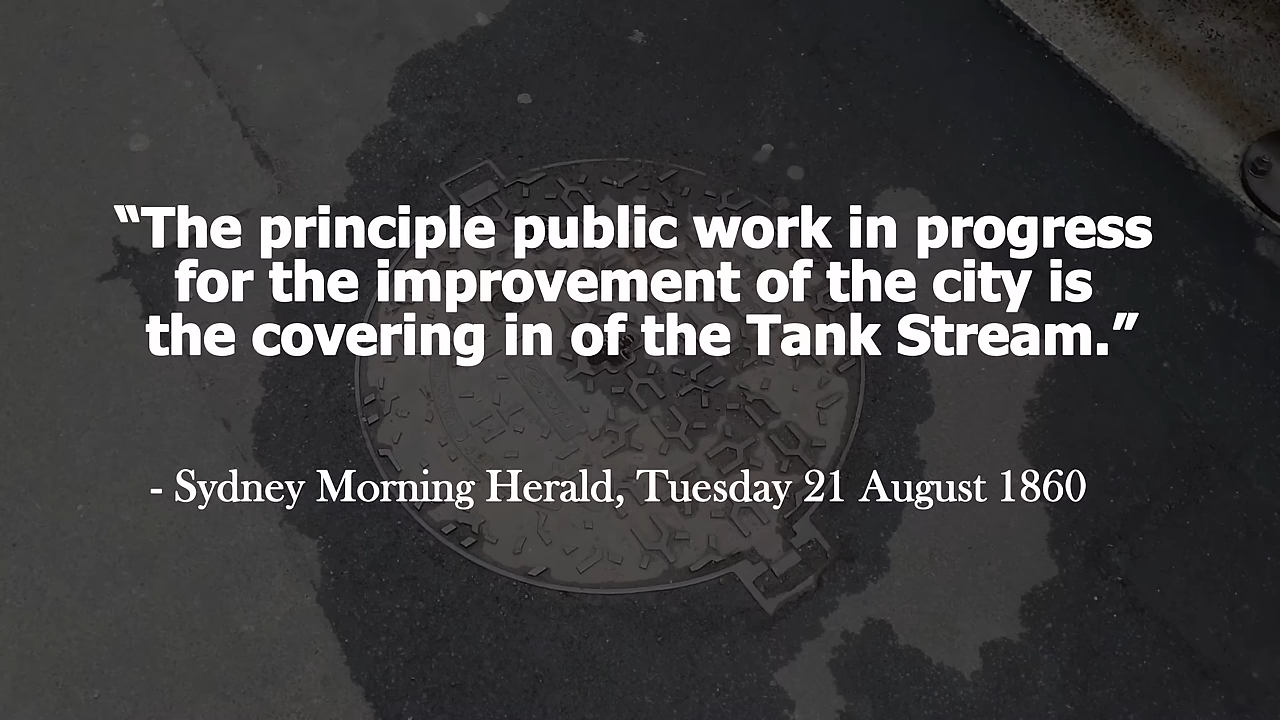 “The principle public work in progress
for the improvement of the city is
the covering in of the Tank Stream.”
- Sydney Morning Herald, Tuesday 21 August 1860